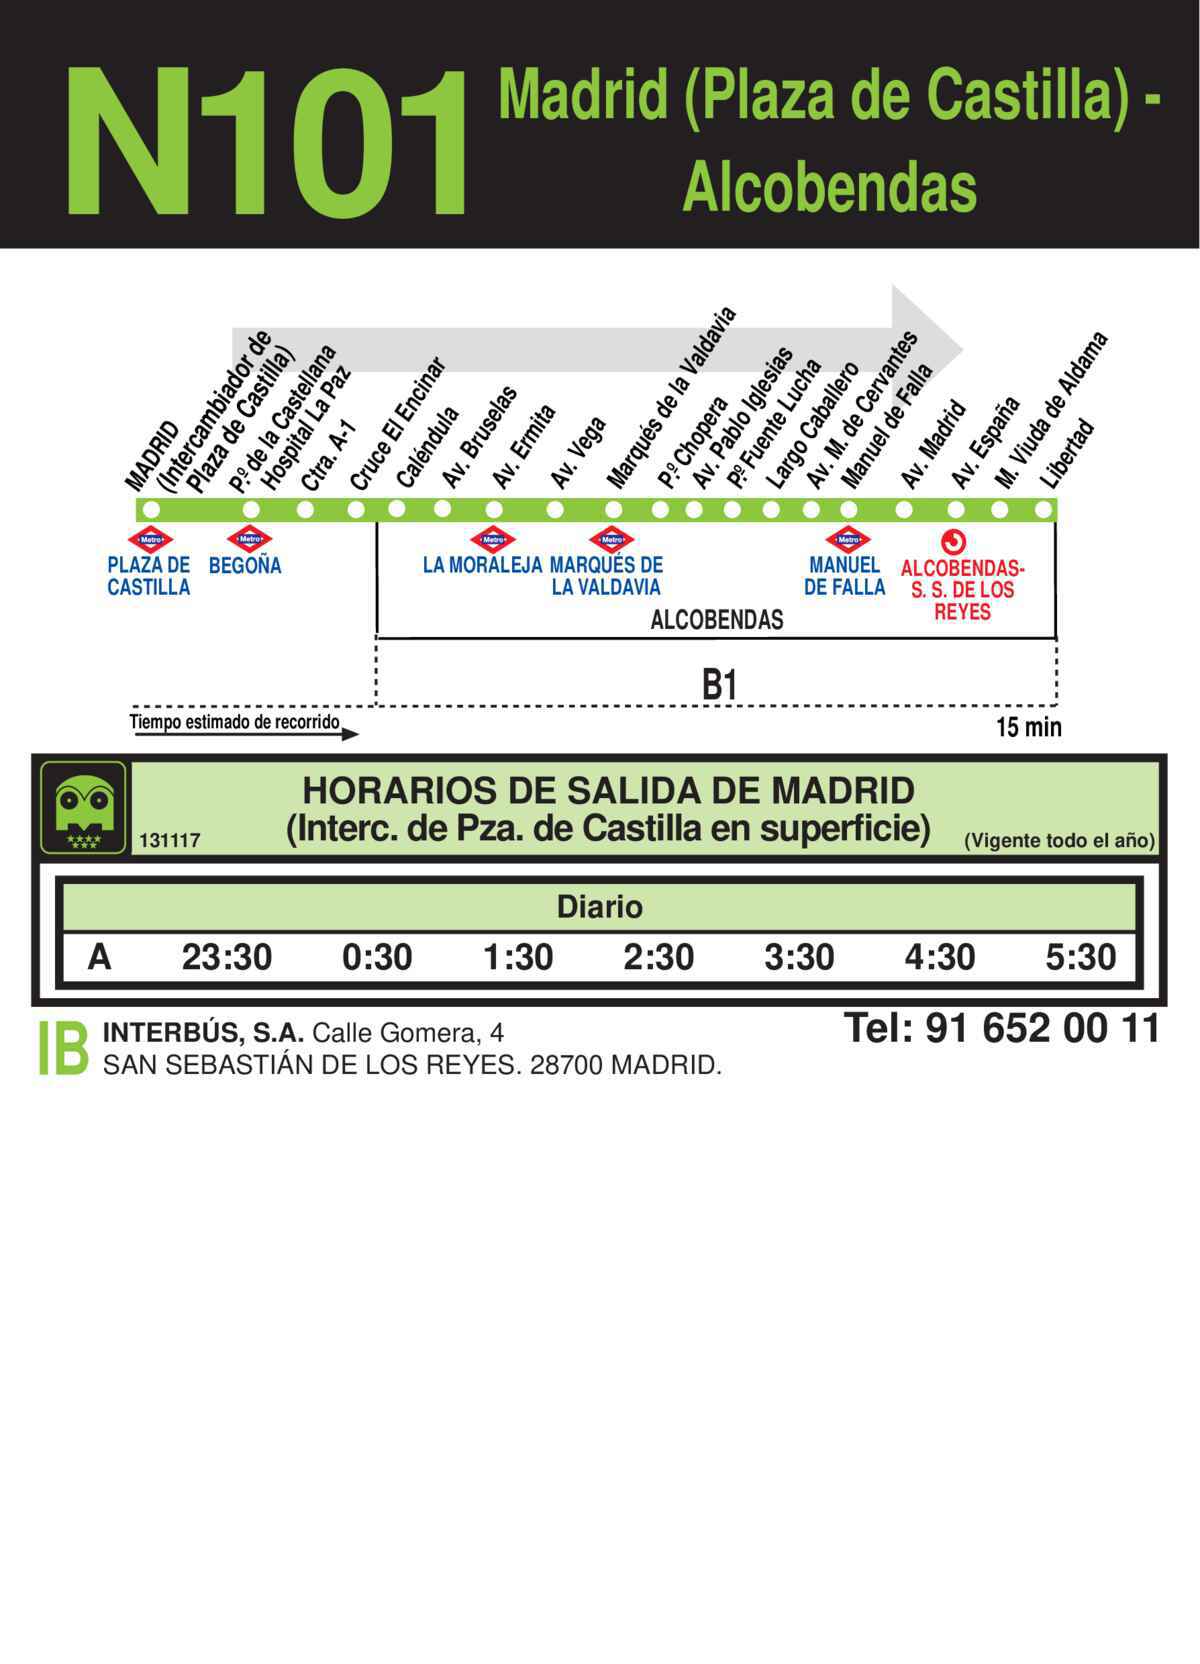 N101
Madrid (Plaza de Castilla) -
Alcobendas
MADRID
(Intercambiador de
Plaza de Castilla)
Pº. de la Castellana
Hospital La Paz
Ctra. A-1
Cruce El Encinar
Caléndula
Av. Bruselas
Av. Ermita
Av. Vega
Marqués de la Valdavia
Pº. Chopera
Av. Pablo Iglesias
Pº. Fuente Lucha
Largo Caballero
Av. M. de Cervantes
Manuel de Falla
Av. Madrid
Av. España
M. Viuda de Aldama
Libertad
Metro
PLAZA DE
CASTILLA
Metro
BEGOÑA
Metro
LA MORALEJA
Metro
MARQUÉS DE
LA VALDAVIA
Metro
MANUEL
DE FALLA
ALCOBENDAS-
S. S. DE LOS
REYES
ALCOBENDAS
B1
Tiempo estimado de recorrido
15 min
HORARIOS DE SALIDA DE MADRID
131117 (Interc. de Pza. de Castilla en superficie) (Vigente todo el año)
Diario
A 23:30 0:30 1:30 2:30 3:30 4:30 5:30
IB INTERBÚS, S.A. Calle Gomera, 4
SAN SEBASTIÁN DE LOS REYES. 28700 MADRID.
Tel: 91 652 00 11